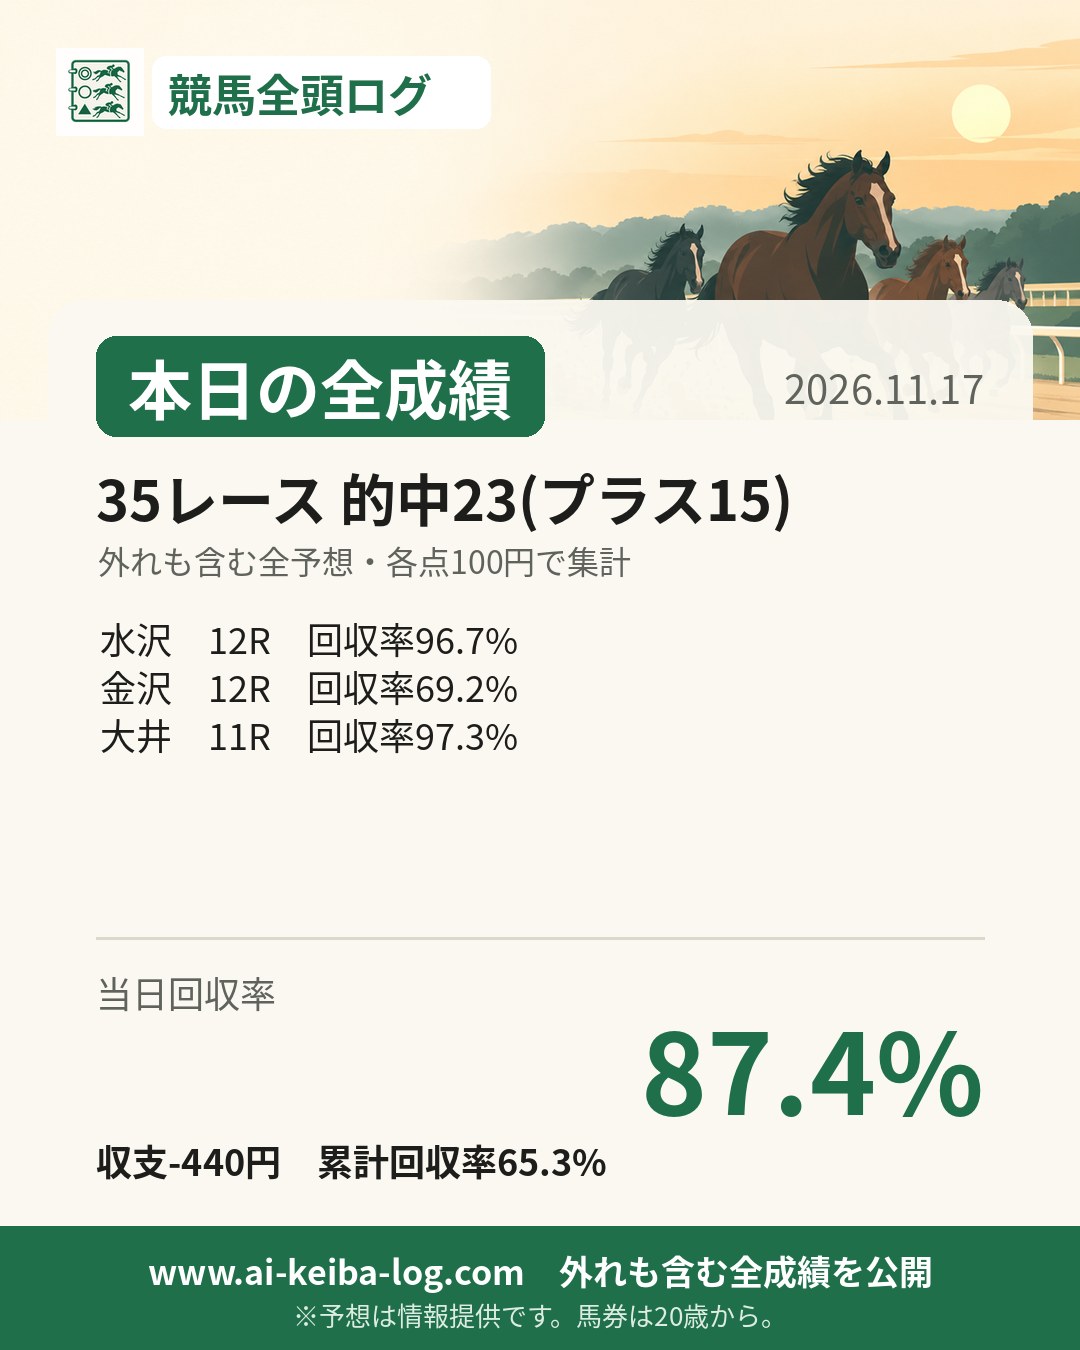 競馬全頭ログ
本日の全成績
2026.11.17
35レース 的中23(プラス15)
外れも含む全予想・各点100円で集計
水沢　12R　回収率96.7%
金沢　12R　回収率69.2%
大井　11R　回収率97.3%
当日回収率
87.4%
収支-440円　累計回収率65.3%
www.ai-keiba-log.com　外れも含む全成績を公開
※予想は情報提供です。馬券は20歳から。